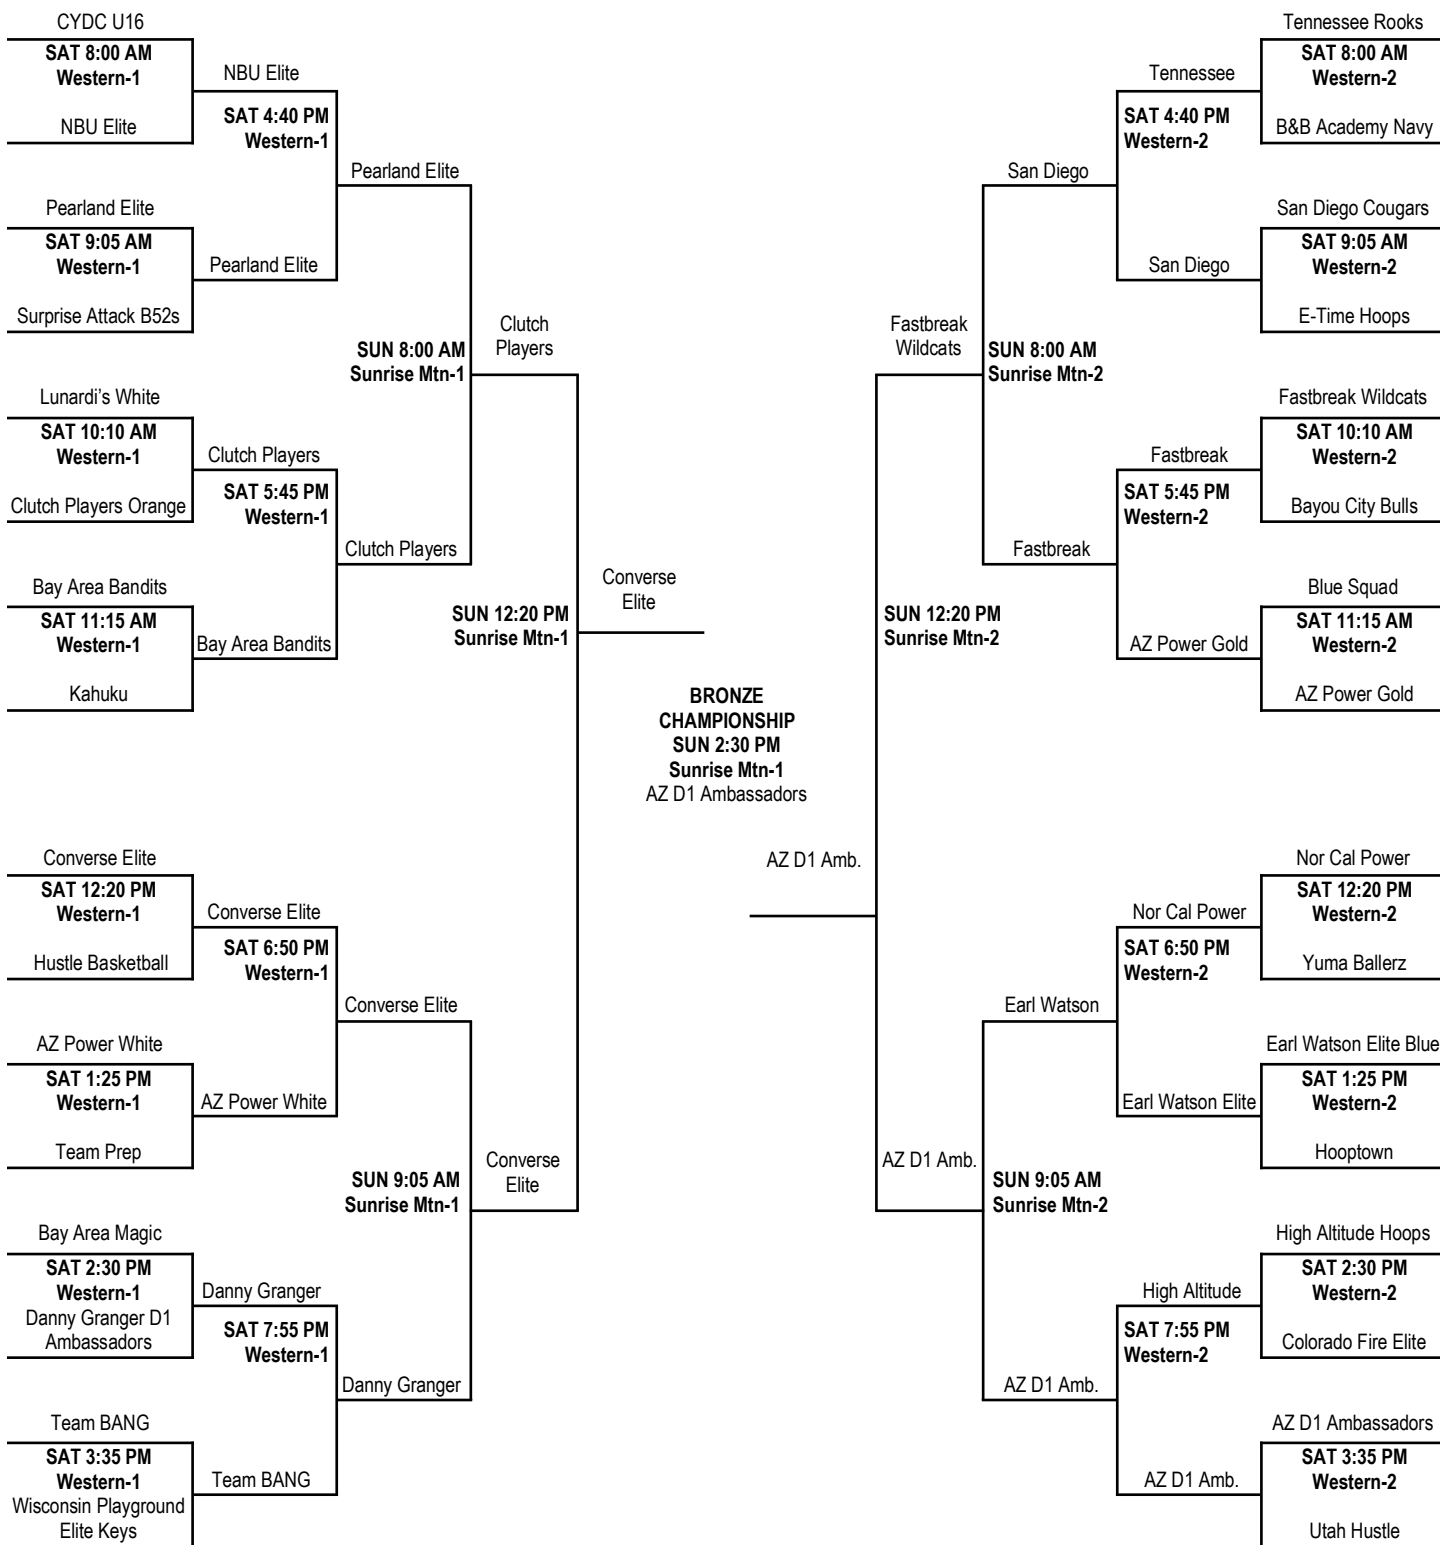 CYDC U16
SAT 8:00 AM
Western-1
NBU Elite
NBU Elite
SAT 4:40 PM
Western-1
Pearland Elite
Pearland Elite
SAT 9:05 AM
Western-1
Pearland Elite
Surprise Attack B52s
SUN 8:00 AM
Sunrise Mtn-1
Clutch
Players
Lunardi's White
SAT 10:10 AM
Western-1
Clutch Players
Clutch Players Orange
SAT 5:45 PM
Western-1
Clutch Players
Bay Area Bandits
SAT 11:15 AM
Western-1
Bay Area Bandits
Kahuku
SUN 12:20 PM
Sunrise Mtn-1
Converse
Elite
Converse Elite
SAT 12:20 PM
Western-1
Converse Elite
Hustle Basketball
SAT 6:50 PM
Western-1
Converse Elite
AZ Power White
SAT 1:25 PM
Western-1
AZ Power White
Team Prep
SUN 9:05 AM
Sunrise Mtn-1
Converse
Elite
Bay Area Magic
SAT 2:30 PM
Western-1
Danny Granger D1
Ambassadors
Danny Granger
SAT 7:55 PM
Western-1
Danny Granger
Team BANG
SAT 3:35 PM
Western-1
Wisconsin Playground
Elite Keys
Team BANG
BRONZE
CHAMPIONSHIP
SUN 2:30 PM
Sunrise Mtn-1
AZ D1 Ambassadors
Tennessee Rooks
SAT 8:00 AM
Western-2
Tennessee
B&B Academy Navy
SAT 4:40 PM
Western-2
San Diego
San Diego Cougars
SAT 9:05 AM
Western-2
San Diego
E-Time Hoops
Fastbreak
Wildcats
SUN 8:00 AM
Sunrise Mtn-2
Fastbreak Wildcats
SAT 10:10 AM
Western-2
Fastbreak
Bayou City Bulls
SAT 5:45 PM
Western-2
Fastbreak
Blue Squad
SAT 11:15 AM
Western-2
AZ Power Gold
AZ Power Gold
SUN 12:20 PM
Sunrise Mtn-2
AZ D1 Amb.
Nor Cal Power
SAT 12:20 PM
Western-2
Nor Cal Power
Yuma Ballerz
SAT 6:50 PM
Western-2
Earl Watson
Earl Watson Elite Blue
SAT 1:25 PM
Western-2
Earl Watson Elite
Hooptown
AZ D1 Amb.
SUN 9:05 AM
Sunrise Mtn-2
High Altitude Hoops
SAT 2:30 PM
Western-2
High Altitude
Colorado Fire Elite
SAT 7:55 PM
Western-2
AZ D1 Amb.
AZ D1 Ambassadors
SAT 3:35 PM
Western-2
AZ D1 Amb.
Utah Hustle